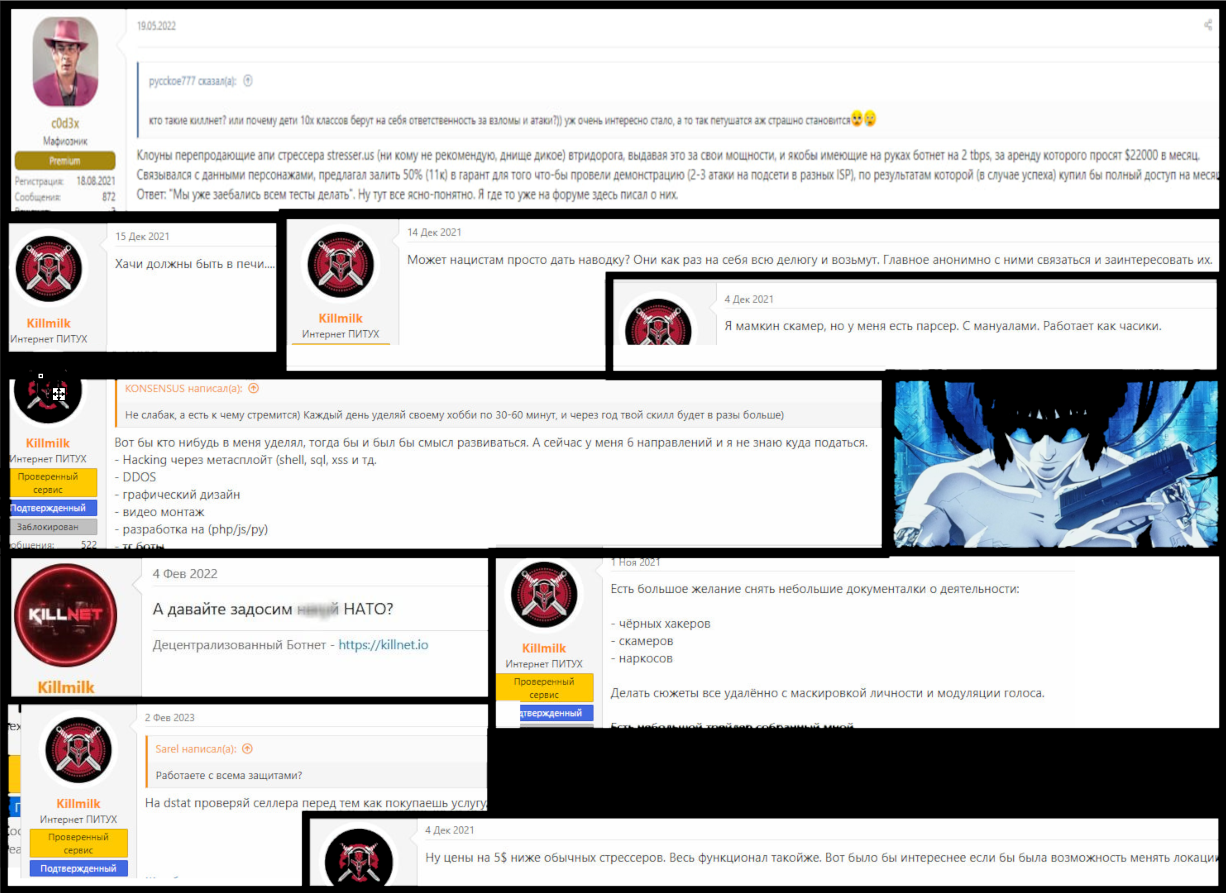 19.05.2022
русское777 сказал(а):
кто такие киллнет? или почему дети 10х классов берут на себя ответственность за взломы и атаки?)) уж очень интересно стало, а то так петушатся аж страшно становится
c0d3x
Мафиозник
Premium
Регистрация: 18.08.2021
Сообщения: 872
3
Клоуны перепродающие апи стрессера stresser.us (ни кому не рекомендую, днище дикое) втридорога, выдавая это за свои мощности, и якобы имеющие на руках ботнет на 2 tbps, за аренду которого просят $22000 в месяц.
Связывался с данными персонажами, предлагал залить 50% (11к) в гарант для того что-бы провели демонстрацию (2-3 атаки на подсети в разных ISP), по результатам которой (в случае успеха) купил бы полный доступ на меся
Ответ: "Мы уже заебались всем тесты делать". Ну тут все ясно-понятно. Я где то уже на форуме здесь писал о них.
15 Дек 2021
Хачи должны быть в печи....
Killmilk
Интернет ПИТУХ
14 Дек 2021
Может нацистам просто дать наводку? Они как раз на себя всю делюгу и возьмут. Главное анонимно с ними связаться и заинтересовать их.
Killmilk
Интернет ПИТУХ
4 Дек 2021
Я мамкин скамер, но у меня есть парсер. С мануалами. Работает как часики.
KONSENSUS написал(а):
Не слабак, а есть к чему стремится) Каждый день уделяй своему хобби по 30-60 минут, и через год твой скилл будет в разы больше)
Killmilk
Интернет ПИТУХ
Проверенный
сервис
Подтвержденный
Заблокирован
общения: 522
Вот бы кто нибудь в меня уделял, тогда бы и был бы смысл развиваться. А сейчас у меня 6 направлений и я не знаю куда податься.
- Hacking через метасплойт (shell, sql, xss и тд.
- DDOS
- графический дизайн
- видео монтаж
- разработка на (php/js/py)
- тг боты
4 Фев 2022
А давайте задосим НАТО?
Децентрализованный Ботнет - https://killnet.io
KILLNET
Killmilk
1 Ноя 2021
Есть большое желание снять небольшие документалки о деятельности:
- чёрных хакеров
- скамеров
- наркосов
Делать сюжеты все удалённо с маскировкой личности и модуляции голоса.
Есть небольшой трейлер собранный мной
Killmilk
Интернет ПИТУХ
Проверенный
сервис
дтвержденный
2 Фев 2023
Sarel написал(а):
Работаете с всема защитами?
На dstat проверяй селлера перед тем как покупаешь услугу
Killmilk
Интернет ПИТУХ
Проверенный
сервис
Подтвержденный
4 Дек 2021
Ну цены на 5$ ниже обычных стрессеров. Весь функционал такойже. Вот было бы интереснее если бы была возможность менять локации